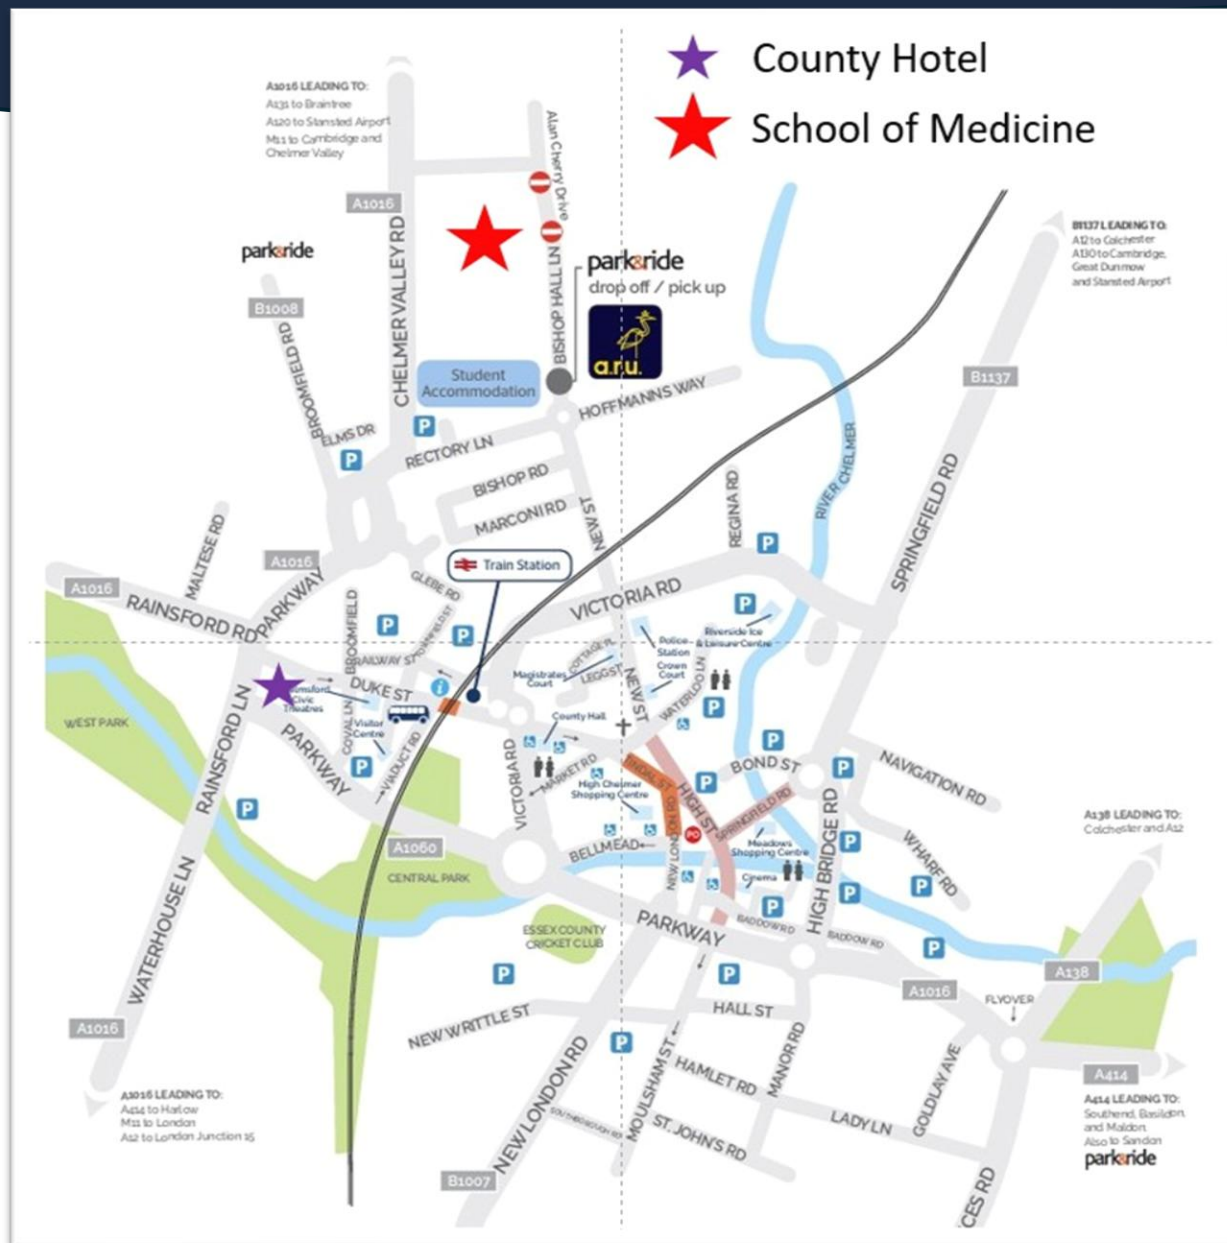 County Hotel
School of Medicine
A1016 LEADING TO:
A131 to Braintree
A120 to Stansted Airport
M11 to Cambridge and
Chelmer Valley
Alan Cherry Drive
A1016
CHELMER VALLEY RD
park&ride
B1008
BROOMFIELD RD
BISHOP HALL LN
park&ride
drop off / pick up
a.r.u.
B1137 LEADING TO:
A12 to Colchester
A130 to Cambridge,
Great Dunmow
and Stansted Airport
B1137
Student
Accommodation
HOFFMANNS WAY
P
ELMS DR
P
RECTORY LN
BISHOP RD
MARCONI RD
NEW ST
REGINA RD
RIVER CHELMER
SPRINGFIELD RD
P
MALTESE RD
A1016
A1016
RAINSFORD RD
PARKWAY
GLEBE RD
Train Station
VICTORIA RD
BROOMFIELD
P
P
P
RAILWAY ST
COTTAGE PL
LEGG ST
Magistrates
Court
Police
Station
Crown
Court
Riverside Ice
& Leisure Centre
NEW ST
WATERLOO LN
P
DUKE ST
i
Civic
Theatres
COVAL LN
Visitor
Centre
P
VIADUCT RD
WEST PARK
RAINSFORD LN
PARKWAY
P
County Hall
VICTORIA RD
MARKET RD
High Chelmer
Shopping Centre
TINDAL ST
HIGH ST
P
BOND ST
P
P
SPRINGFIELD RD
NAVIGATION RD
PO
NEW LONDON RD
BELLMEAD
Meadows
Shopping Centre
Cinema
P
HIGH BRIDGE RD
P
P
WHARF RD
P
A138 LEADING TO:
Colchester and A12
A1060
CENTRAL PARK
WATERHOUSE LN
ESSEX COUNTY
CRICKET CLUB
PARKWAY
BADDOW RD
BADDOW RD
P
A138
A1016
FLYOVER
P
P
HALL ST
NEW WRITTLE ST
A1016
P
A1016 LEADING TO:
A414 to Harlow
M11 to London
A12 to London Junction 15
NEW LONDON RD
MOULSHAM ST
HAMLET RD
MANOR RD
LADY LN
GOLDLAY AVE
ST. JOHN'S RD
B1007
A414
A414 LEADING TO:
Southend, Basildon,
and Maldon.
Also to Sandon
park&ride
CES RD